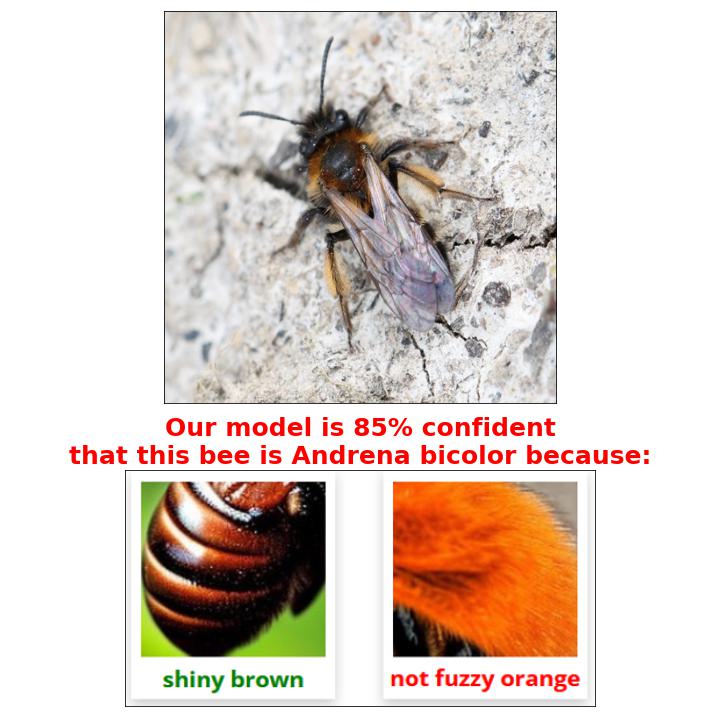 Our model is 85% confident
that this bee is Andrena bicolor because:
shiny brown
not fuzzy orange